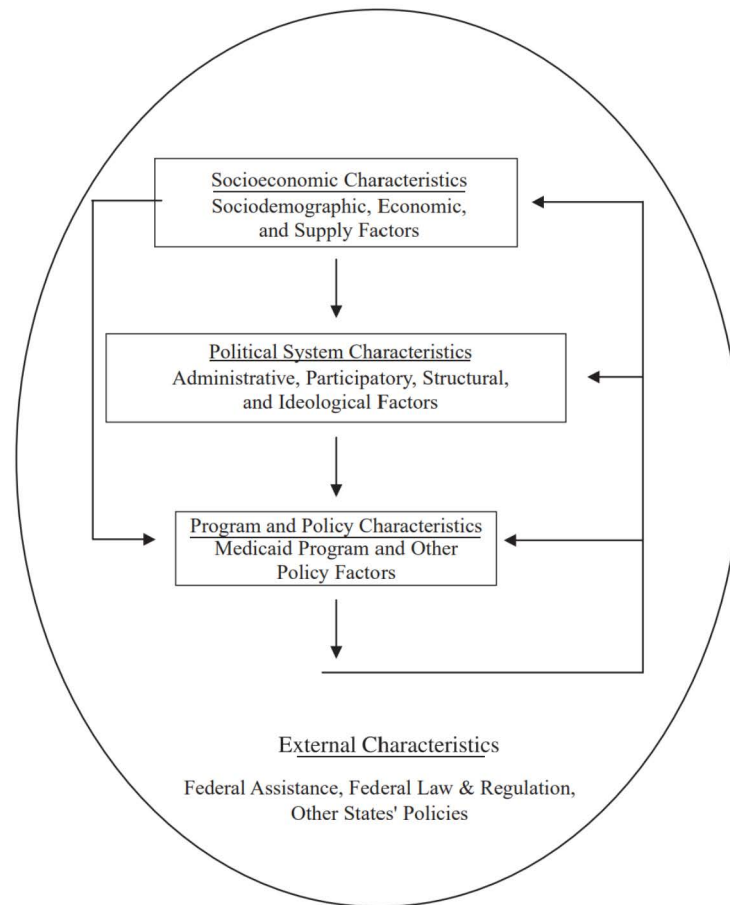 Socioeconomic Characteristics
Sociodemographic, Economic,
and Supply Factors
Political System Characteristics
Administrative, Participatory, Structural,
and Ideological Factors
Program and Policy Characteristics
Medicaid Program and Other
Policy Factors
External Characteristics
Federal Assistance, Federal Law & Regulation,
Other States' Policies